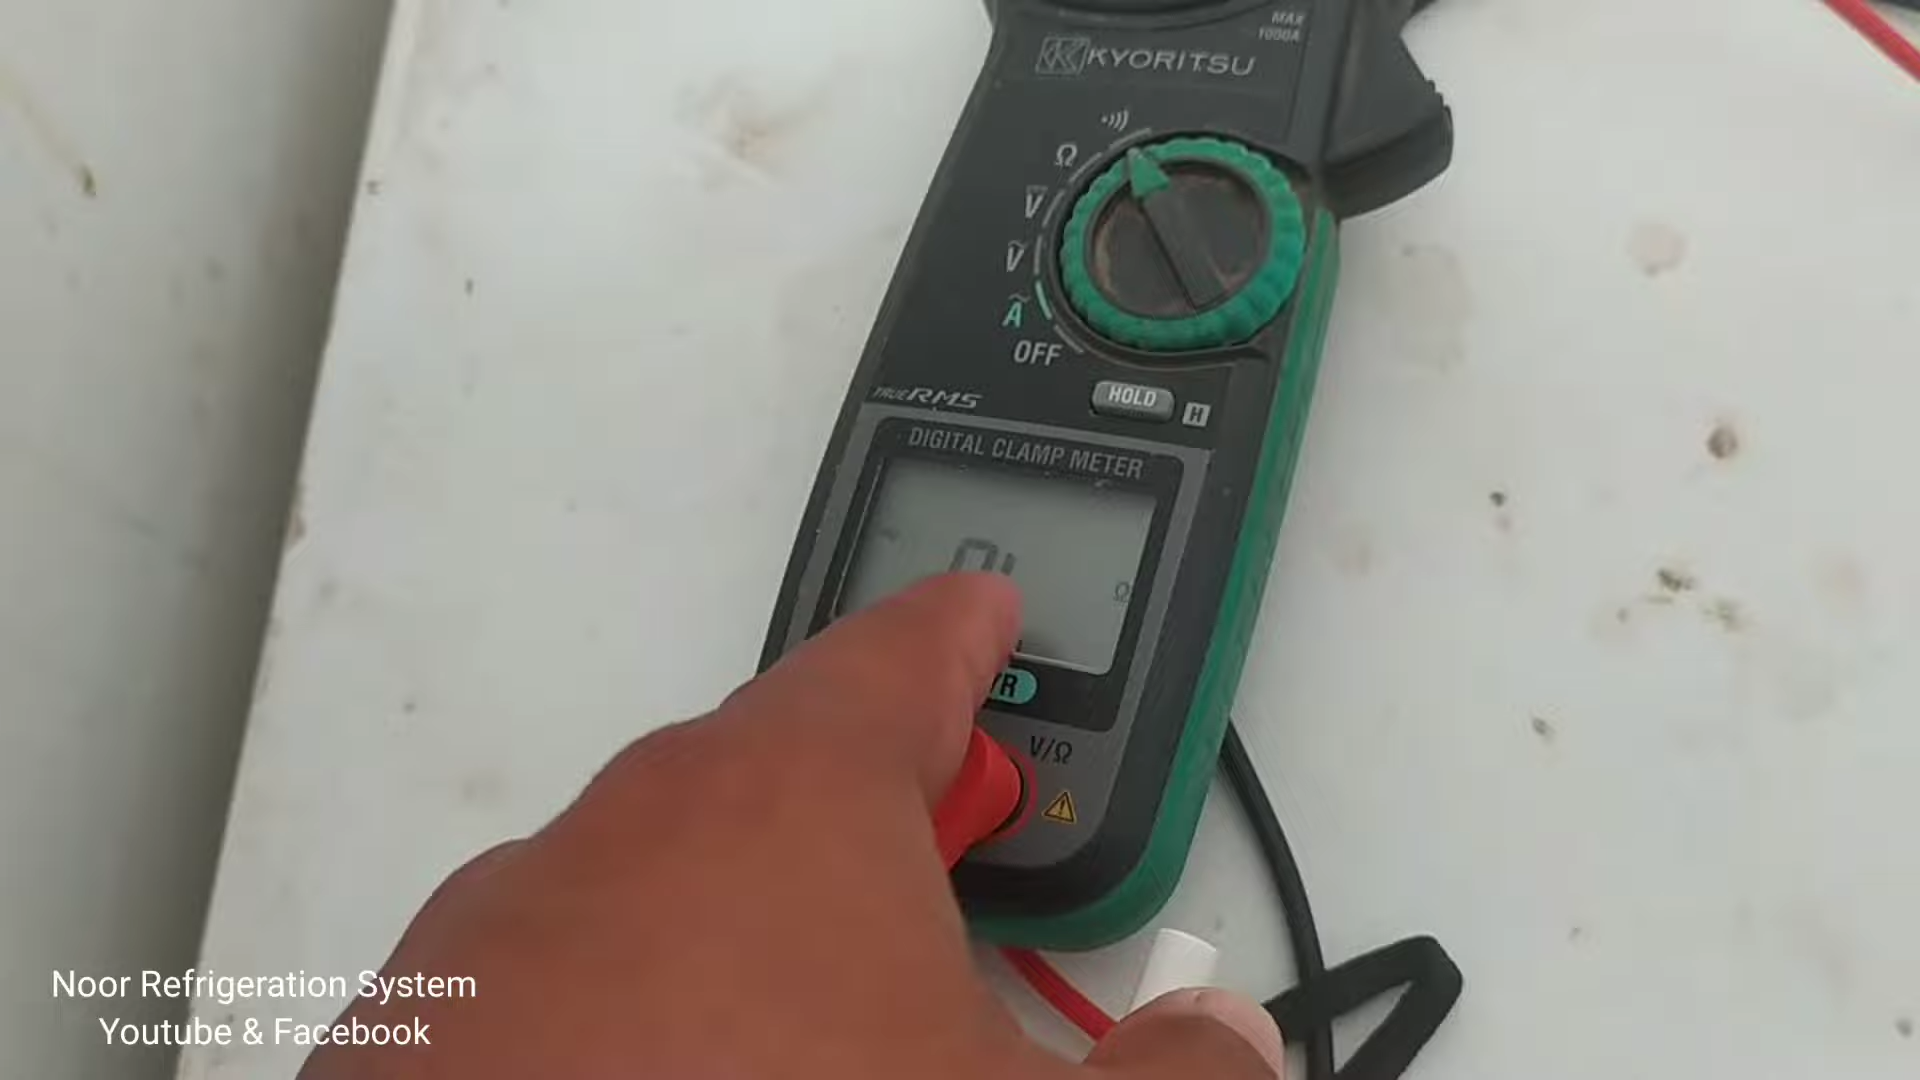 MAX
1000A
KYORITSU
Ω
V
V
A
OFF
TRUE RMS
HOLD
H
DIGITAL CLAMP METER
Ω
V/Ω
Noor Refrigeration System
Youtube & Facebook